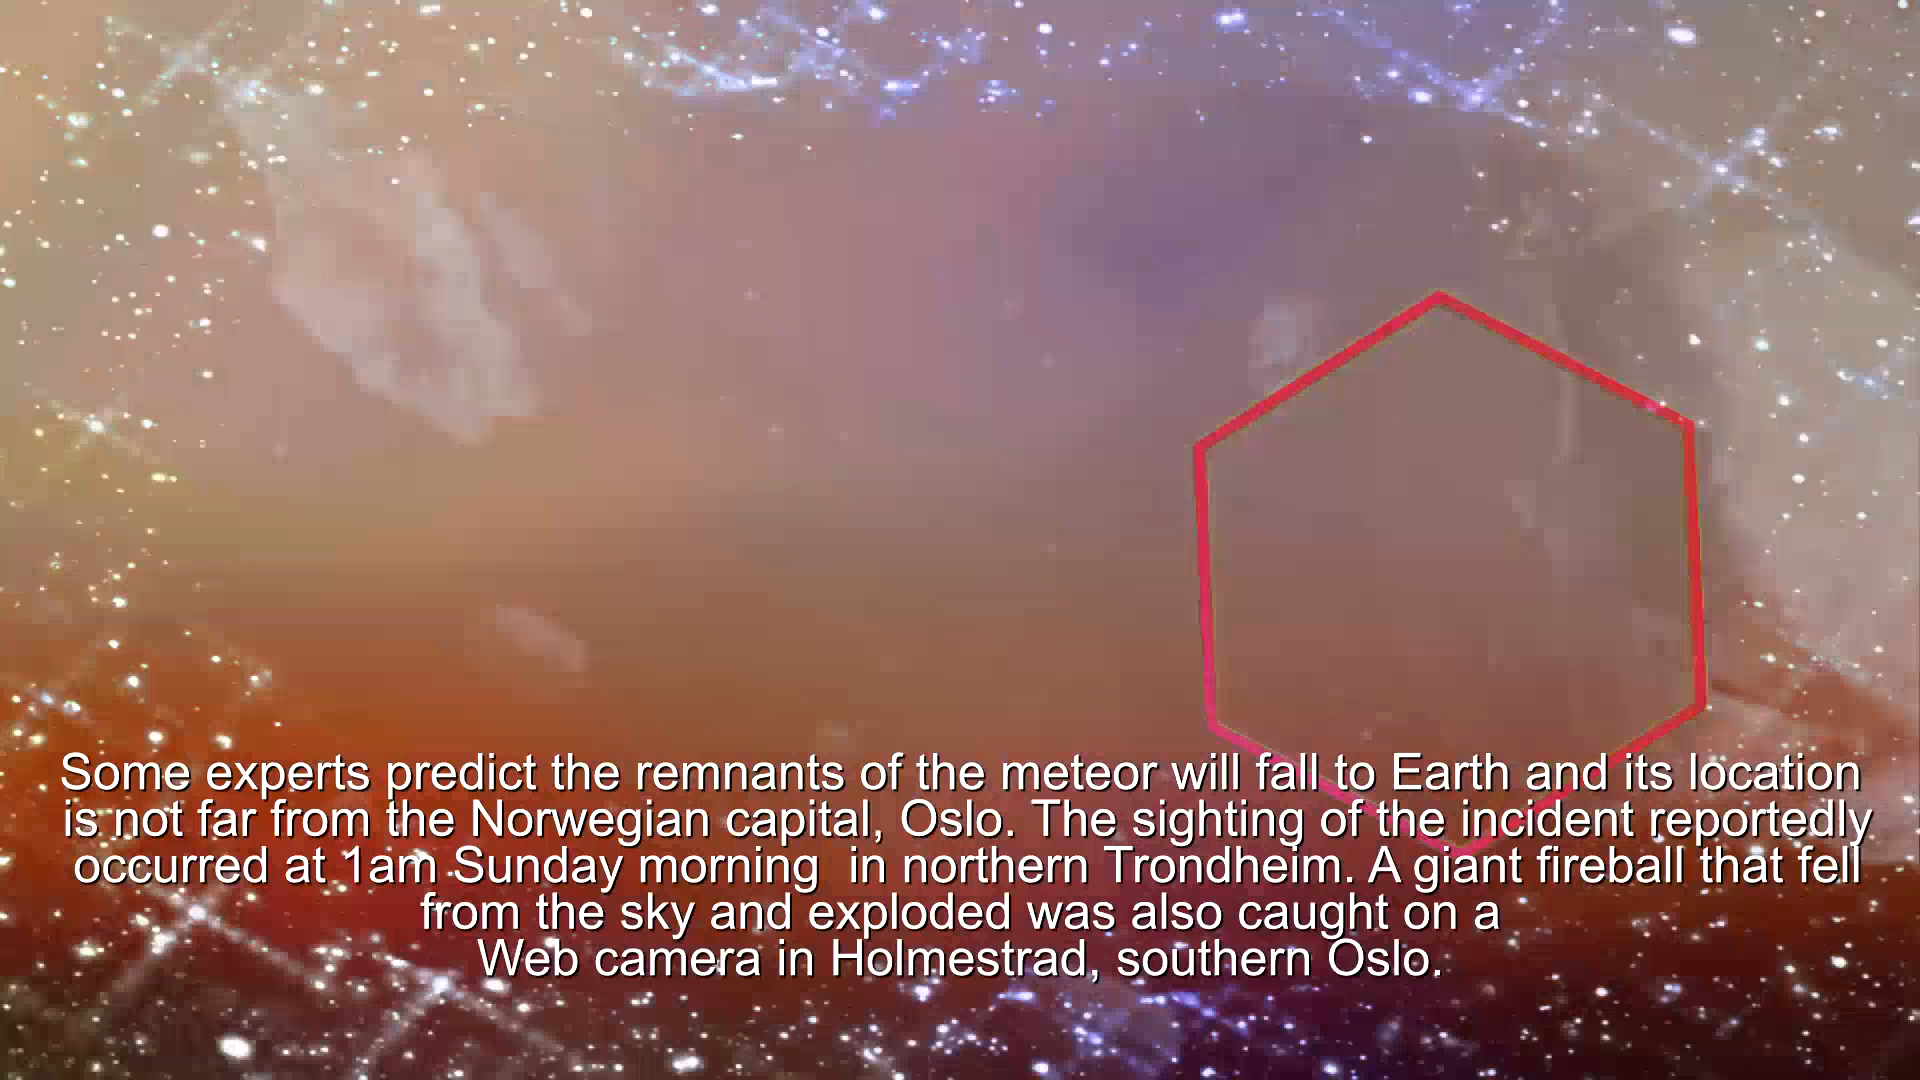 Some experts predict the remnants of the meteor will fall to Earth and its location
is not far from the Norwegian capital, Oslo. The sighting of the incident reportedly
occurred at 1am Sunday morning  in northern Trondheim. A giant fireball that fell
from the sky and exploded was also caught on a
Web camera in Holmestrad, southern Oslo.